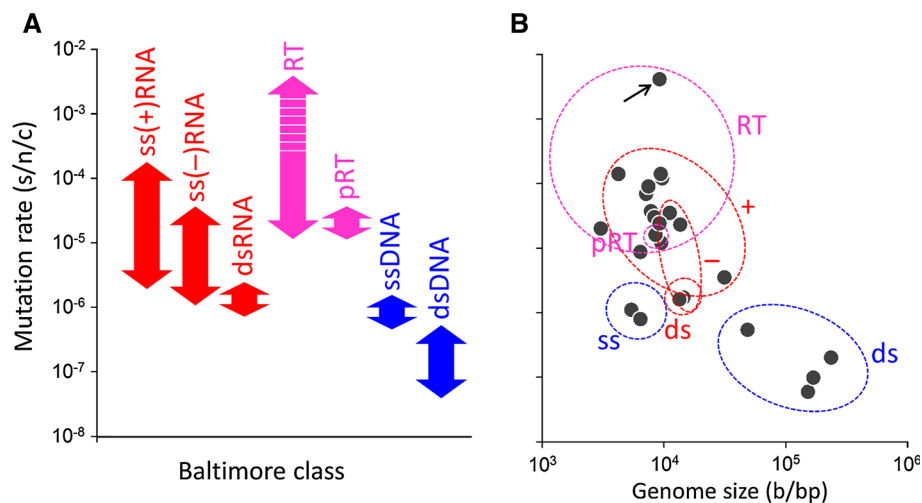 A
Mutation rate (s/n/c)
10⁻²
10⁻³
10⁻⁴
10⁻⁵
10⁻⁶
10⁻⁷
10⁻⁸
ss(+)RNA
ss(−)RNA
dsRNA
RT
pRT
ssDNA
dsDNA
Baltimore class
B
RT
+
pRT
−
ss
ds
ds
10³
10⁴
10⁵
10⁶
Genome size (b/bp)